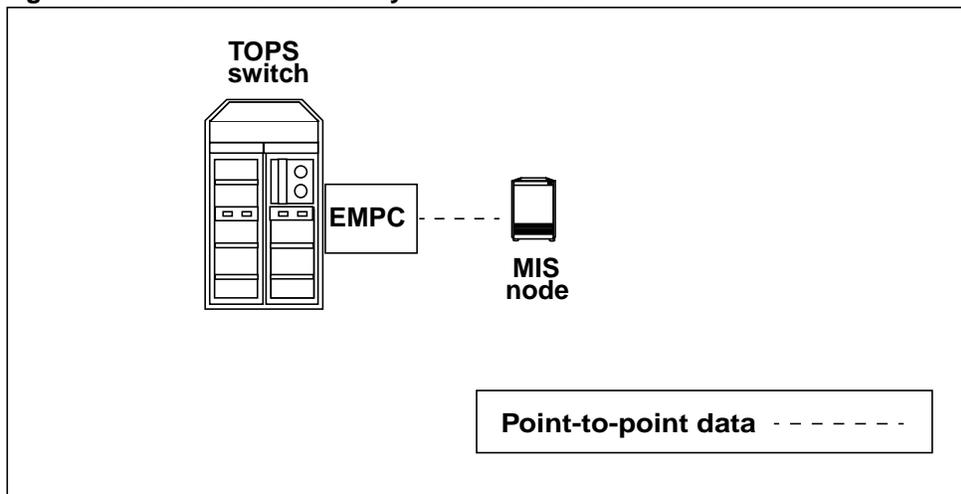 TOPS
switch
EMPC
MIS
node
Point-to-point data